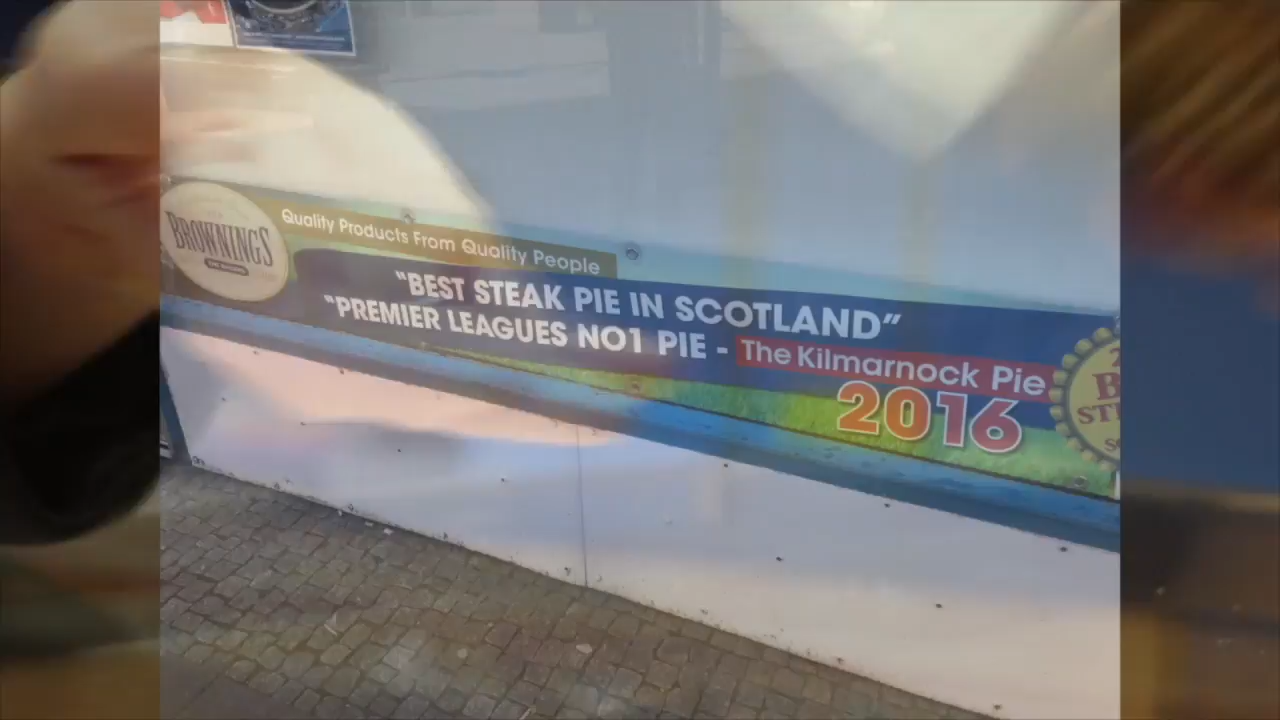 BROWNINGS
Quality Products From Quality People
"BEST STEAK PIE IN SCOTLAND"
"PREMIER LEAGUES NO1 PIE - The Kilmarnock Pie
2016